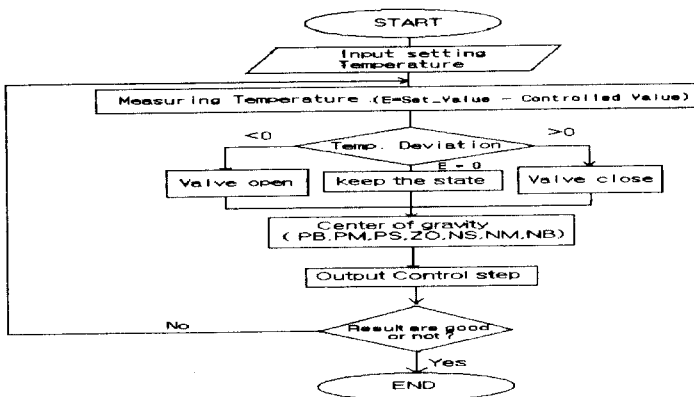 START
Input setting
Temperature
Measuring Temperature (E=Set_Value - Controlled Value)
<0
Temp. Deviation
>0
E = 0
Valve open
keep the state
Valve close
Center of gravity
( PB,PM,PS,ZO,NS,NM,NB)
Output Control step
No
Result are good
or not?
Yes
END